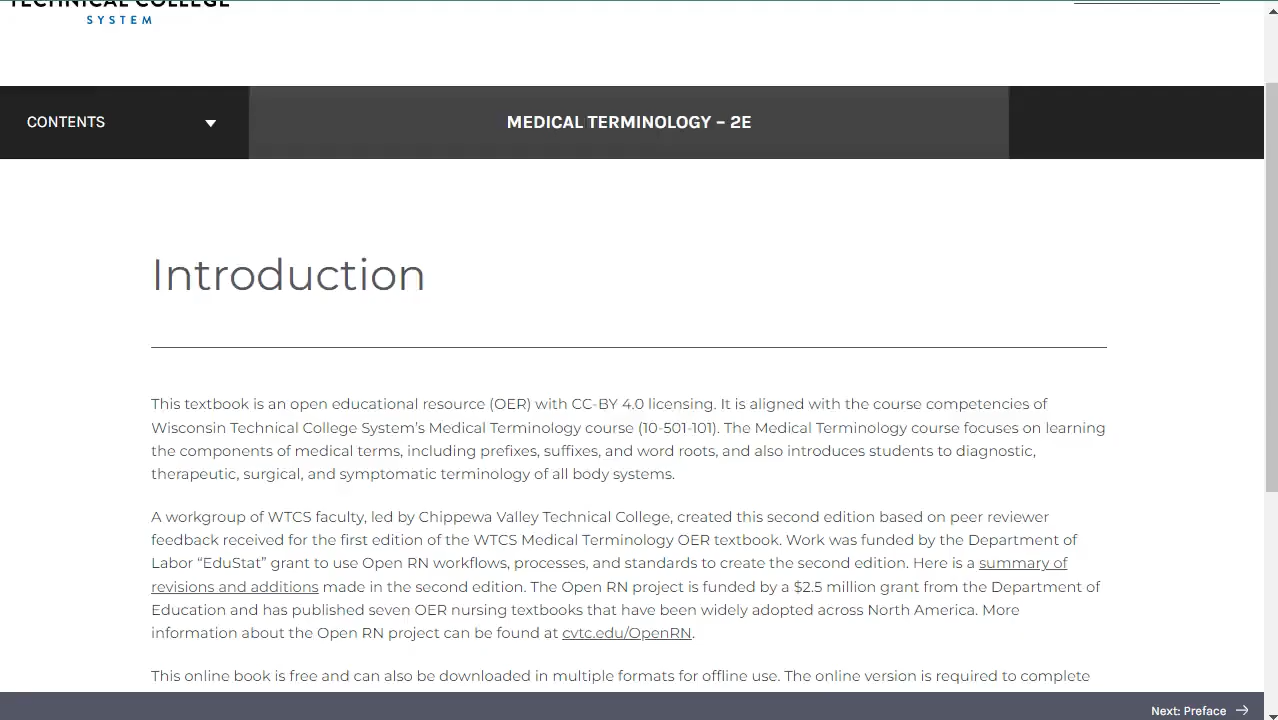 TECHNICAL COLLEGE
SYSTEM
CONTENTS
MEDICAL TERMINOLOGY – 2E
Introduction
This textbook is an open educational resource (OER) with CC-BY 4.0 licensing. It is aligned with the course competencies of
Wisconsin Technical College System’s Medical Terminology course (10-501-101). The Medical Terminology course focuses on learning
the components of medical terms, including prefixes, suffixes, and word roots, and also introduces students to diagnostic,
therapeutic, surgical, and symptomatic terminology of all body systems.
A workgroup of WTCS faculty, led by Chippewa Valley Technical College, created this second edition based on peer reviewer
feedback received for the first edition of the WTCS Medical Terminology OER textbook. Work was funded by the Department of
Labor “EduStat” grant to use Open RN workflows, processes, and standards to create the second edition. Here is a summary of
revisions and additions made in the second edition. The Open RN project is funded by a $2.5 million grant from the Department of
Education and has published seven OER nursing textbooks that have been widely adopted across North America. More
information about the Open RN project can be found at cvtc.edu/OpenRN.
This online book is free and can also be downloaded in multiple formats for offline use. The online version is required to complete
Next: Preface